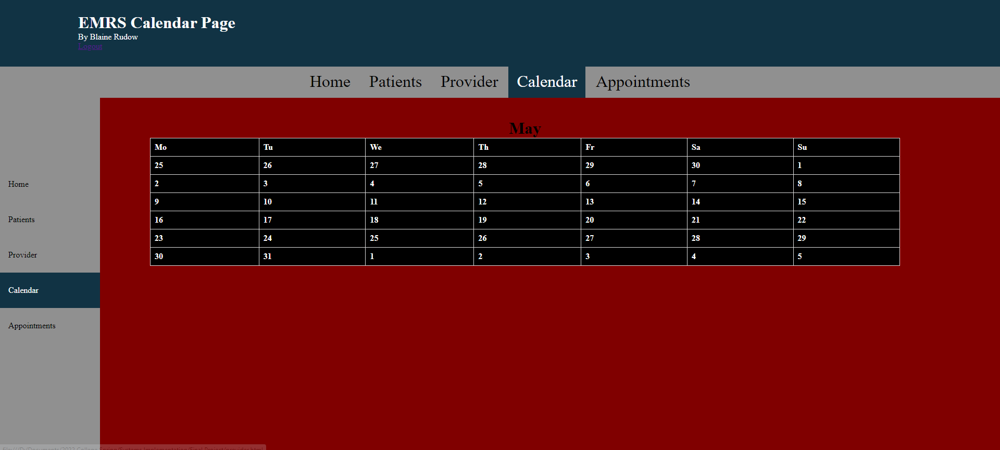 EMRS Calendar Page
By Blaine Rudow
Logout
Home Patients Provider Calendar Appointments
Home
Patients
Provider
Calendar
Appointments
May
Mo Tu We Th Fr Sa Su
25 26 27 28 29 30 1
2 3 4 5 6 7 8
9 10 11 12 13 14 15
16 17 18 19 20 21 22
23 24 25 26 27 28 29
30 31 1 2 3 4 5